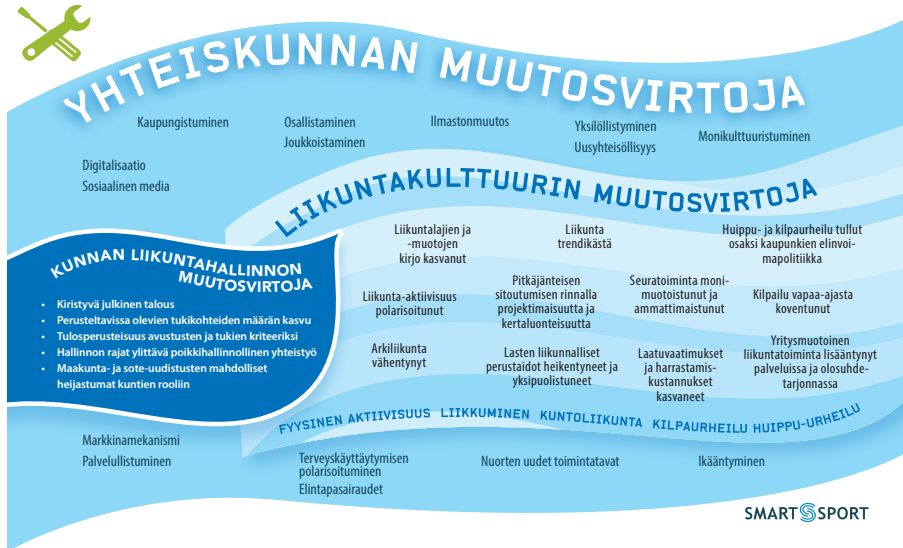 YHTEISKUNNAN MUUTOSVIRTOJA
Kaupungistuminen
Osallistaminen
Joukkoistaminen
Ilmastonmuutos
Yksilöllistyminen
Uusyhteisöllisyys
Monikulttuuristuminen
Digitalisaatio
Sosiaalinen media
LIIKUNTAKULTTUURIN MUUTOSVIRTOJA
Liikuntalajien ja
-muotojen
kirjo kasvanut
Liikunta
trendikästä
Huippu- ja kilpaurheilu tullut
osaksi kaupunkien elinvoi-
mapolitiikka
Liikunta-aktiivisuus
polarisoitunut
Pitkäjänteisen
sitoutumisen rinnalla
projektimaisuutta ja
kertaluonteisuutta
Seuratoiminta moni-
muotoistunut ja
ammattimaistunut
Kilpailu vapaa-ajasta
koventunut
Arkiliikunta
vähentynyt
Lasten liikunnalliset
perustaidot heikentyneet ja
yksipuolistuneet
Laatuvaatimukset
ja harrastamis-
kustannukset
kasvaneet
Yritysmuotoinen
liikuntatoiminta lisääntynyt
palveluissa ja olosuhde-
tarjonnassa
KUNNAN LIIKUNTAHALLINNON
MUUTOSVIRTOJA
• Kiristyvä julkinen talous
• Perusteltavissa olevien tukikohteiden määrän kasvu
• Tulosperusteisuus avustusten ja tukien kriteeriksi
• Hallinnon rajat ylittävä poikkihallinnollinen yhteistyö
• Maakunta- ja sote-uudistusten mahdolliset
heijastumat kuntien rooliin
FYYSINEN AKTIIVISUUS LIIKKUMINEN KUNTOLIIKUNTA KILPAURHEILU HUIPPU-URHEILU
Markkinamekanismi
Palvelullistuminen
Terveyskäyttäytymisen
polarisoituminen
Elintapasairaudet
Nuorten uudet toimintatavat
Ikääntyminen
SMART SPORT